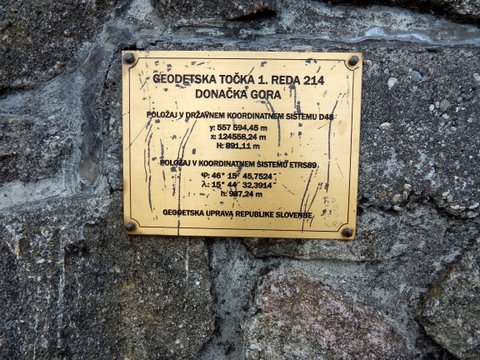 GEODETSKA TOČKA 1. REDA 214
DONAČKA GORA
POLOŽAJ V DRŽAVNEM KOORDINATNEM SISTEMU D48
y: 557 594,45 m
x: 124558,24 m
H: 891,11 m
POLOŽAJ V KOORDINATNEM SISTEMU ETRS89
φ: 46° 15' 45,7524"
λ: 15° 44' 32,3914"
h: 937,24 m
GEODETSKA UPRAVA REPUBLIKE SLOVENIJE